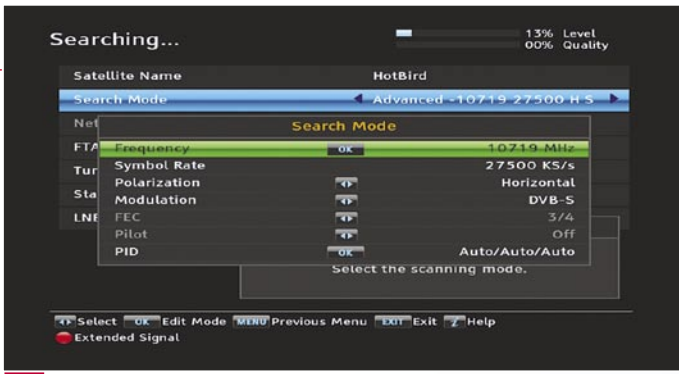 Searching...
13% Level
00% Quality
Satellite Name HotBird
Search Mode Advanced -10719 27500 H S
Net
Search Mode
FTA
Frequency OK 10719 MHz
Symbol Rate 27500 KS/s
Tur
Polarization Horizontal
Sta
Modulation DVB-S
LNB
FEC 3/4
Pilot Off
PID OK Auto/Auto/Auto
Select the scanning mode.
Select OK Edit Mode MENU Previous Menu EXIT Exit i Help
Extended Signal